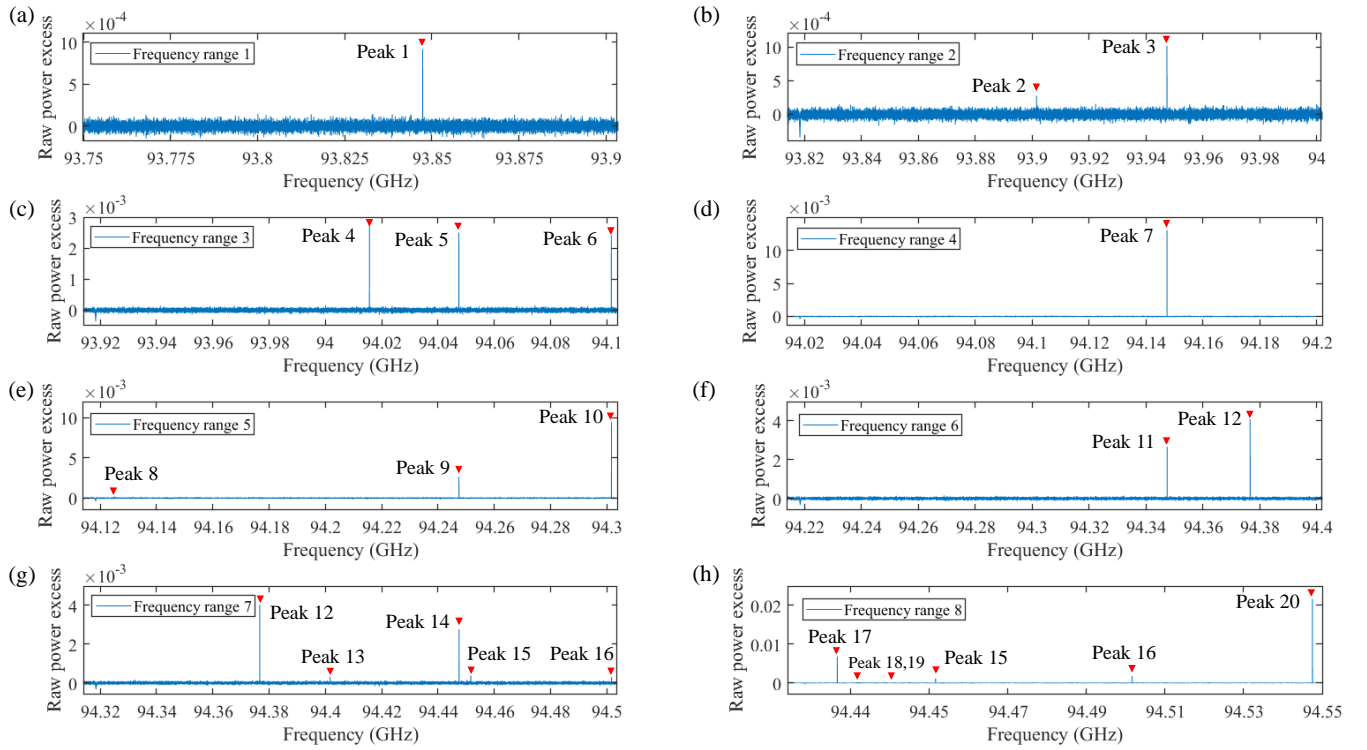 (a)
×10⁻⁴
Raw power excess
10
5
0
Frequency range 1
Peak 1
93.75 93.775 93.8 93.825 93.85 93.875 93.9
Frequency (GHz)
(b)
×10⁻⁴
Raw power excess
10
5
0
Frequency range 2
Peak 2
Peak 3
93.82 93.84 93.86 93.88 93.9 93.92 93.94 93.96 93.98 94
Frequency (GHz)
(c)
×10⁻³
Raw power excess
3
2
1
0
Frequency range 3
Peak 4
Peak 5
Peak 6
93.92 93.94 93.96 93.98 94 94.02 94.04 94.06 94.08 94.1
Frequency (GHz)
(d)
×10⁻³
Raw power excess
10
5
0
Frequency range 4
Peak 7
94.02 94.04 94.06 94.08 94.1 94.12 94.14 94.16 94.18 94.2
Frequency (GHz)
(e)
×10⁻³
Raw power excess
10
5
0
Frequency range 5
Peak 8
Peak 9
Peak 10
94.12 94.14 94.16 94.18 94.2 94.22 94.24 94.26 94.28 94.3
Frequency (GHz)
(f)
×10⁻³
Raw power excess
4
2
0
Frequency range 6
Peak 11
Peak 12
94.22 94.24 94.26 94.28 94.3 94.32 94.34 94.36 94.38 94.4
Frequency (GHz)
(g)
×10⁻³
Raw power excess
4
2
0
Frequency range 7
Peak 12
Peak 13
Peak 14
Peak 15
Peak 16
94.32 94.34 94.36 94.38 94.4 94.42 94.44 94.46 94.48 94.5
Frequency (GHz)
(h)
Raw power excess
0.02
0.01
0
Frequency range 8
Peak 17
Peak 18,19
Peak 15
Peak 16
Peak 20
94.44 94.45 94.47 94.49 94.51 94.53 94.55
Frequency (GHz)